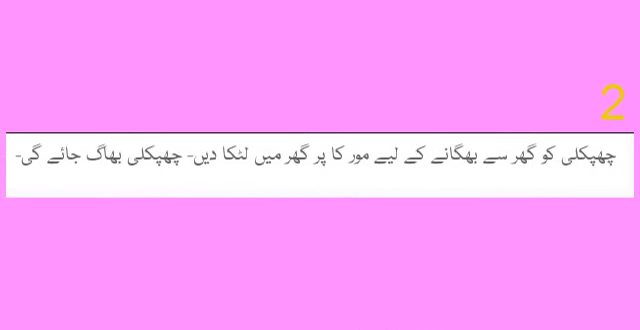 2
چھپکلی کو گھر سے بھگانے کے لیے مور کا پر گھر میں لٹکا دیں- چھپکلی بھاگ جائے گی-